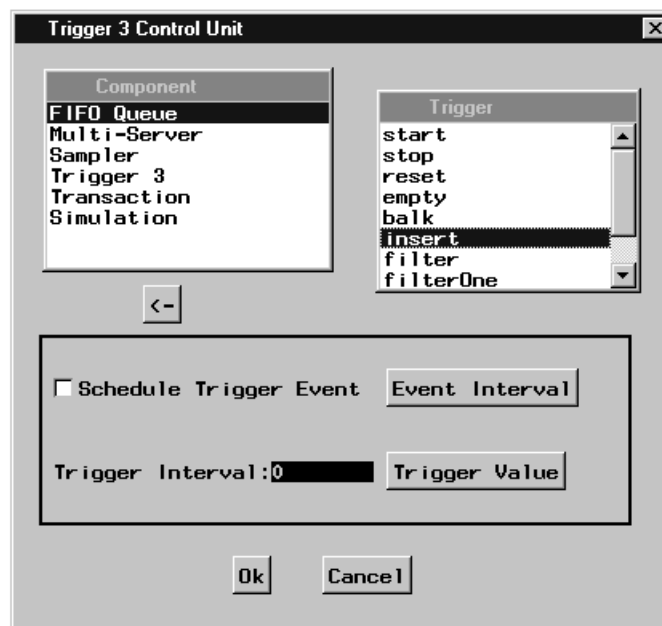 Trigger 3 Control Unit
Component
FIFO Queue
Multi-Server
Sampler
Trigger 3
Transaction
Simulation
Trigger
start
stop
reset
empty
balk
insert
filter
filterOne
<-
Schedule Trigger Event
Event Interval
Trigger Interval:0
Trigger Value
Ok
Cancel